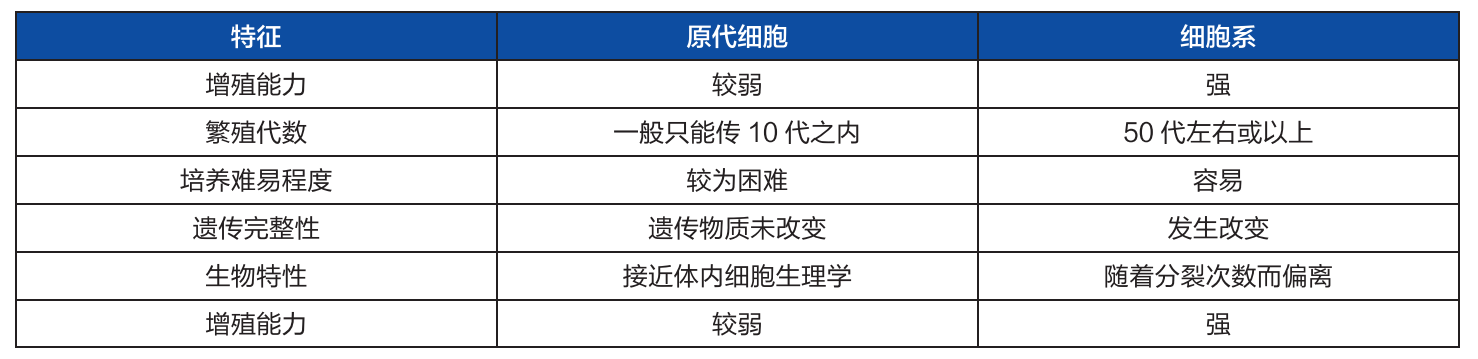 特征 原代细胞 细胞系
增殖能力 较弱 强
繁殖代数 一般只能传 10 代之内 50 代左右或以上
培养难易程度 较为困难 容易
遗传完整性 遗传物质未改变 发生改变
生物特性 接近体内细胞生理学 随着分裂次数而偏离
增殖能力 较弱 强